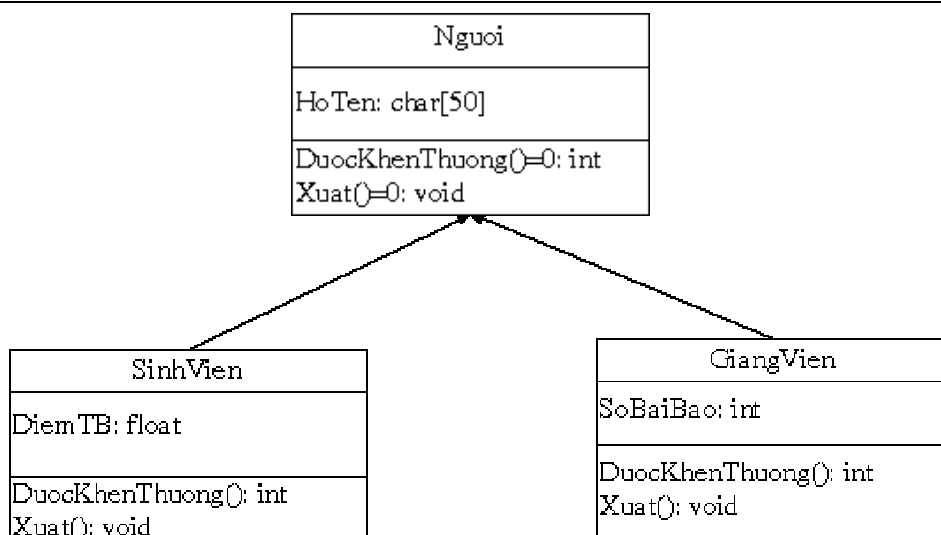 Nguoi
HoTen: char[50]
DuocKhenThuong()=0: int
Xuat()=0: void
SinhVien
DiemTB: float
DuocKhenThuong(): int
Xuat(): void
GiangVien
SoBaiBao: int
DuocKhenThuong(): int
Xuat(): void